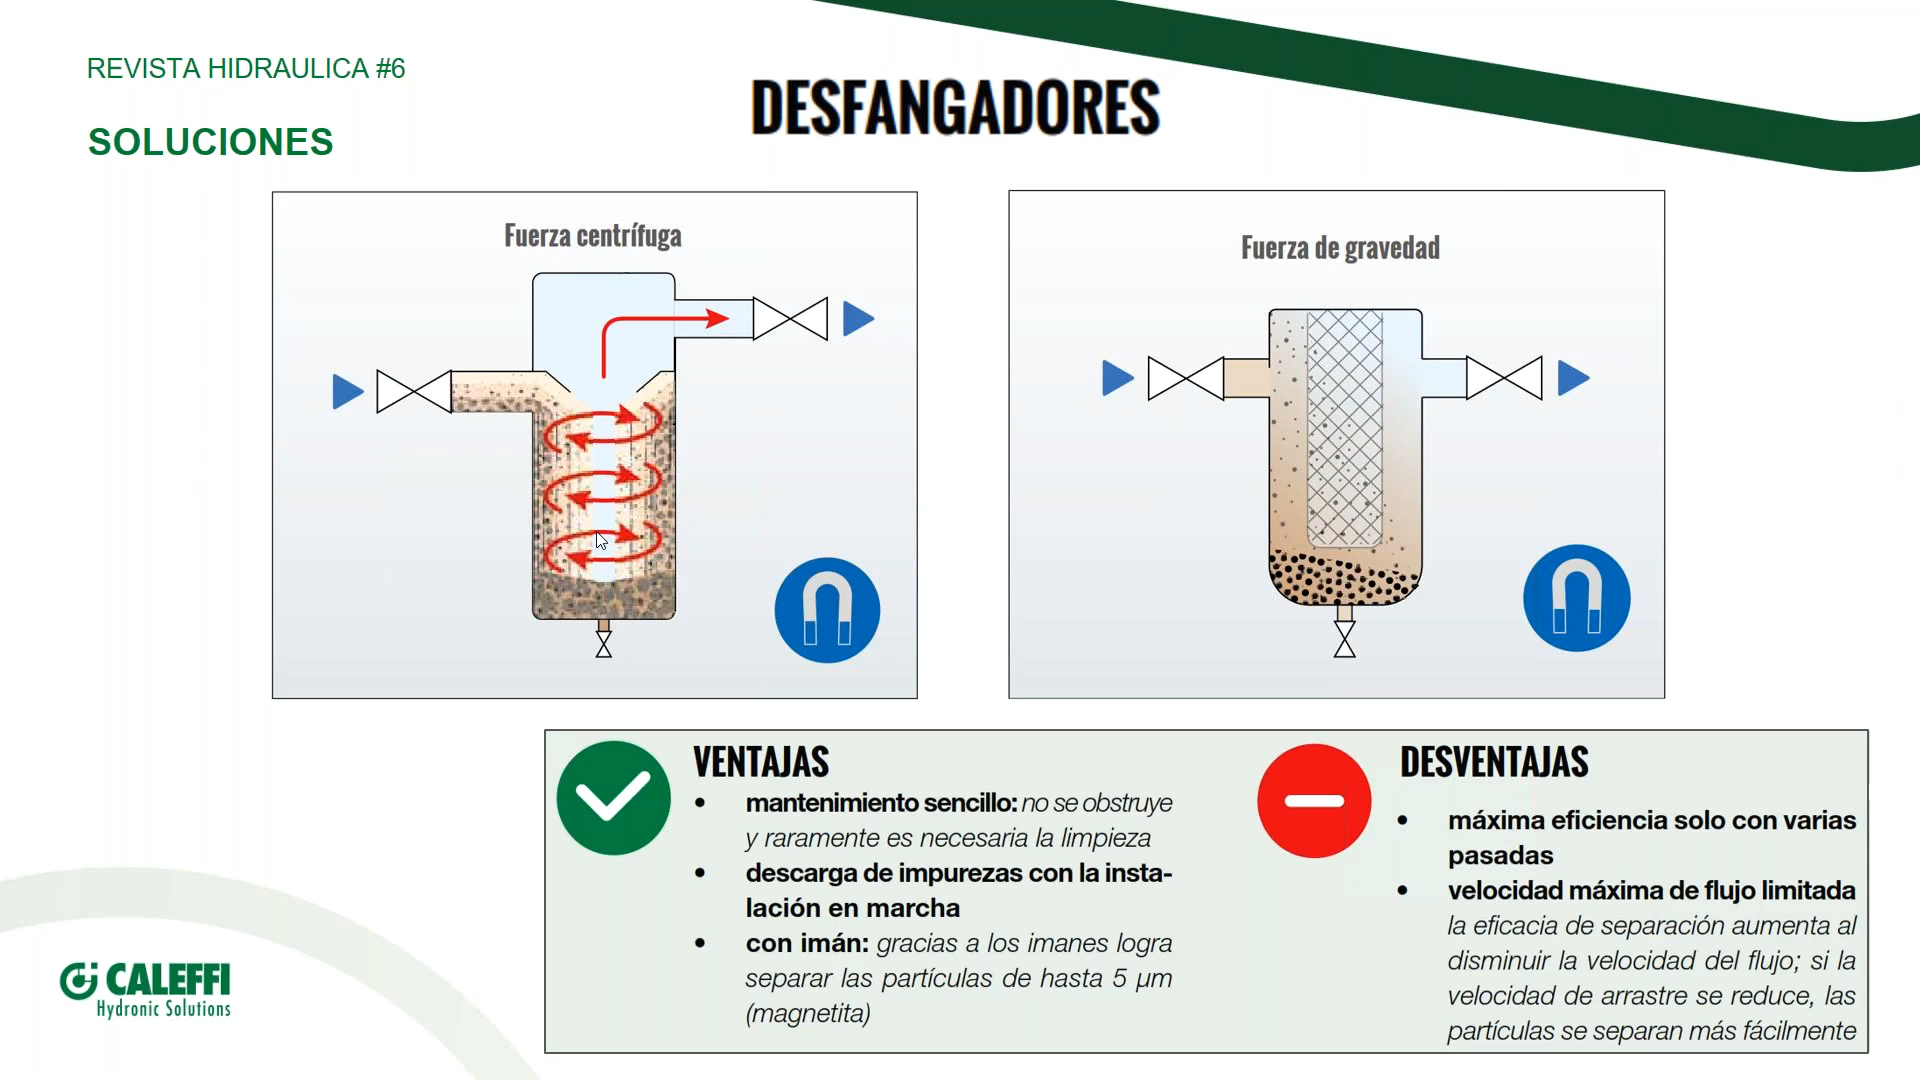 REVISTA HIDRAULICA #6
SOLUCIONES
DESFANGADORES
Fuerza centrífuga
Fuerza de gravedad
VENTAJAS
• mantenimiento sencillo: no se obstruye
y raramente es necesaria la limpieza
• descarga de impurezas con la insta-
lación en marcha
• con imán: gracias a los imanes logra
separar las partículas de hasta 5 µm
(magnetita)
DESVENTAJAS
• máxima eficiencia solo con varias
pasadas
• velocidad máxima de flujo limitada
la eficacia de separación aumenta al
disminuir la velocidad del flujo; si la
velocidad de arrastre se reduce, las
partículas se separan más fácilmente
CALEFFI
Hydronic Solutions